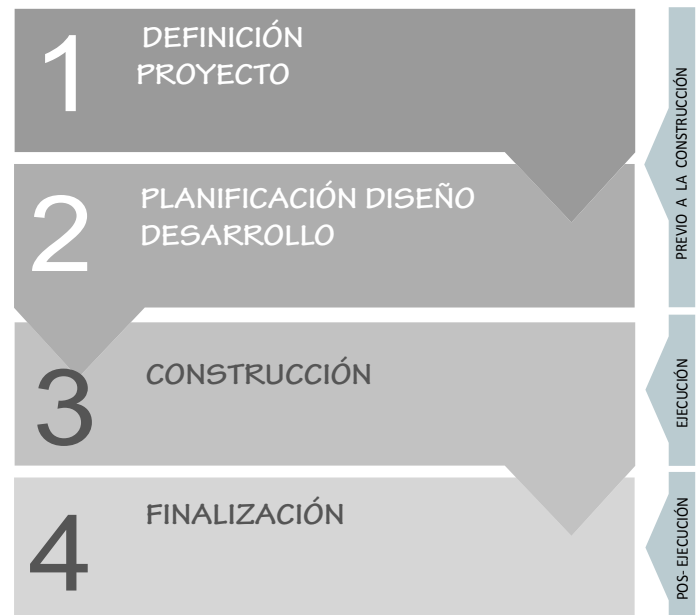 1
DEFINICIÓN
PROYECTO
2
PLANIFICACIÓN DISEÑO
DESARROLLO
PREVIO A LA CONSTRUCCIÓN
3
CONSTRUCCIÓN
EJECUCIÓN
4
FINALIZACIÓN
POS- EJECUCIÓN